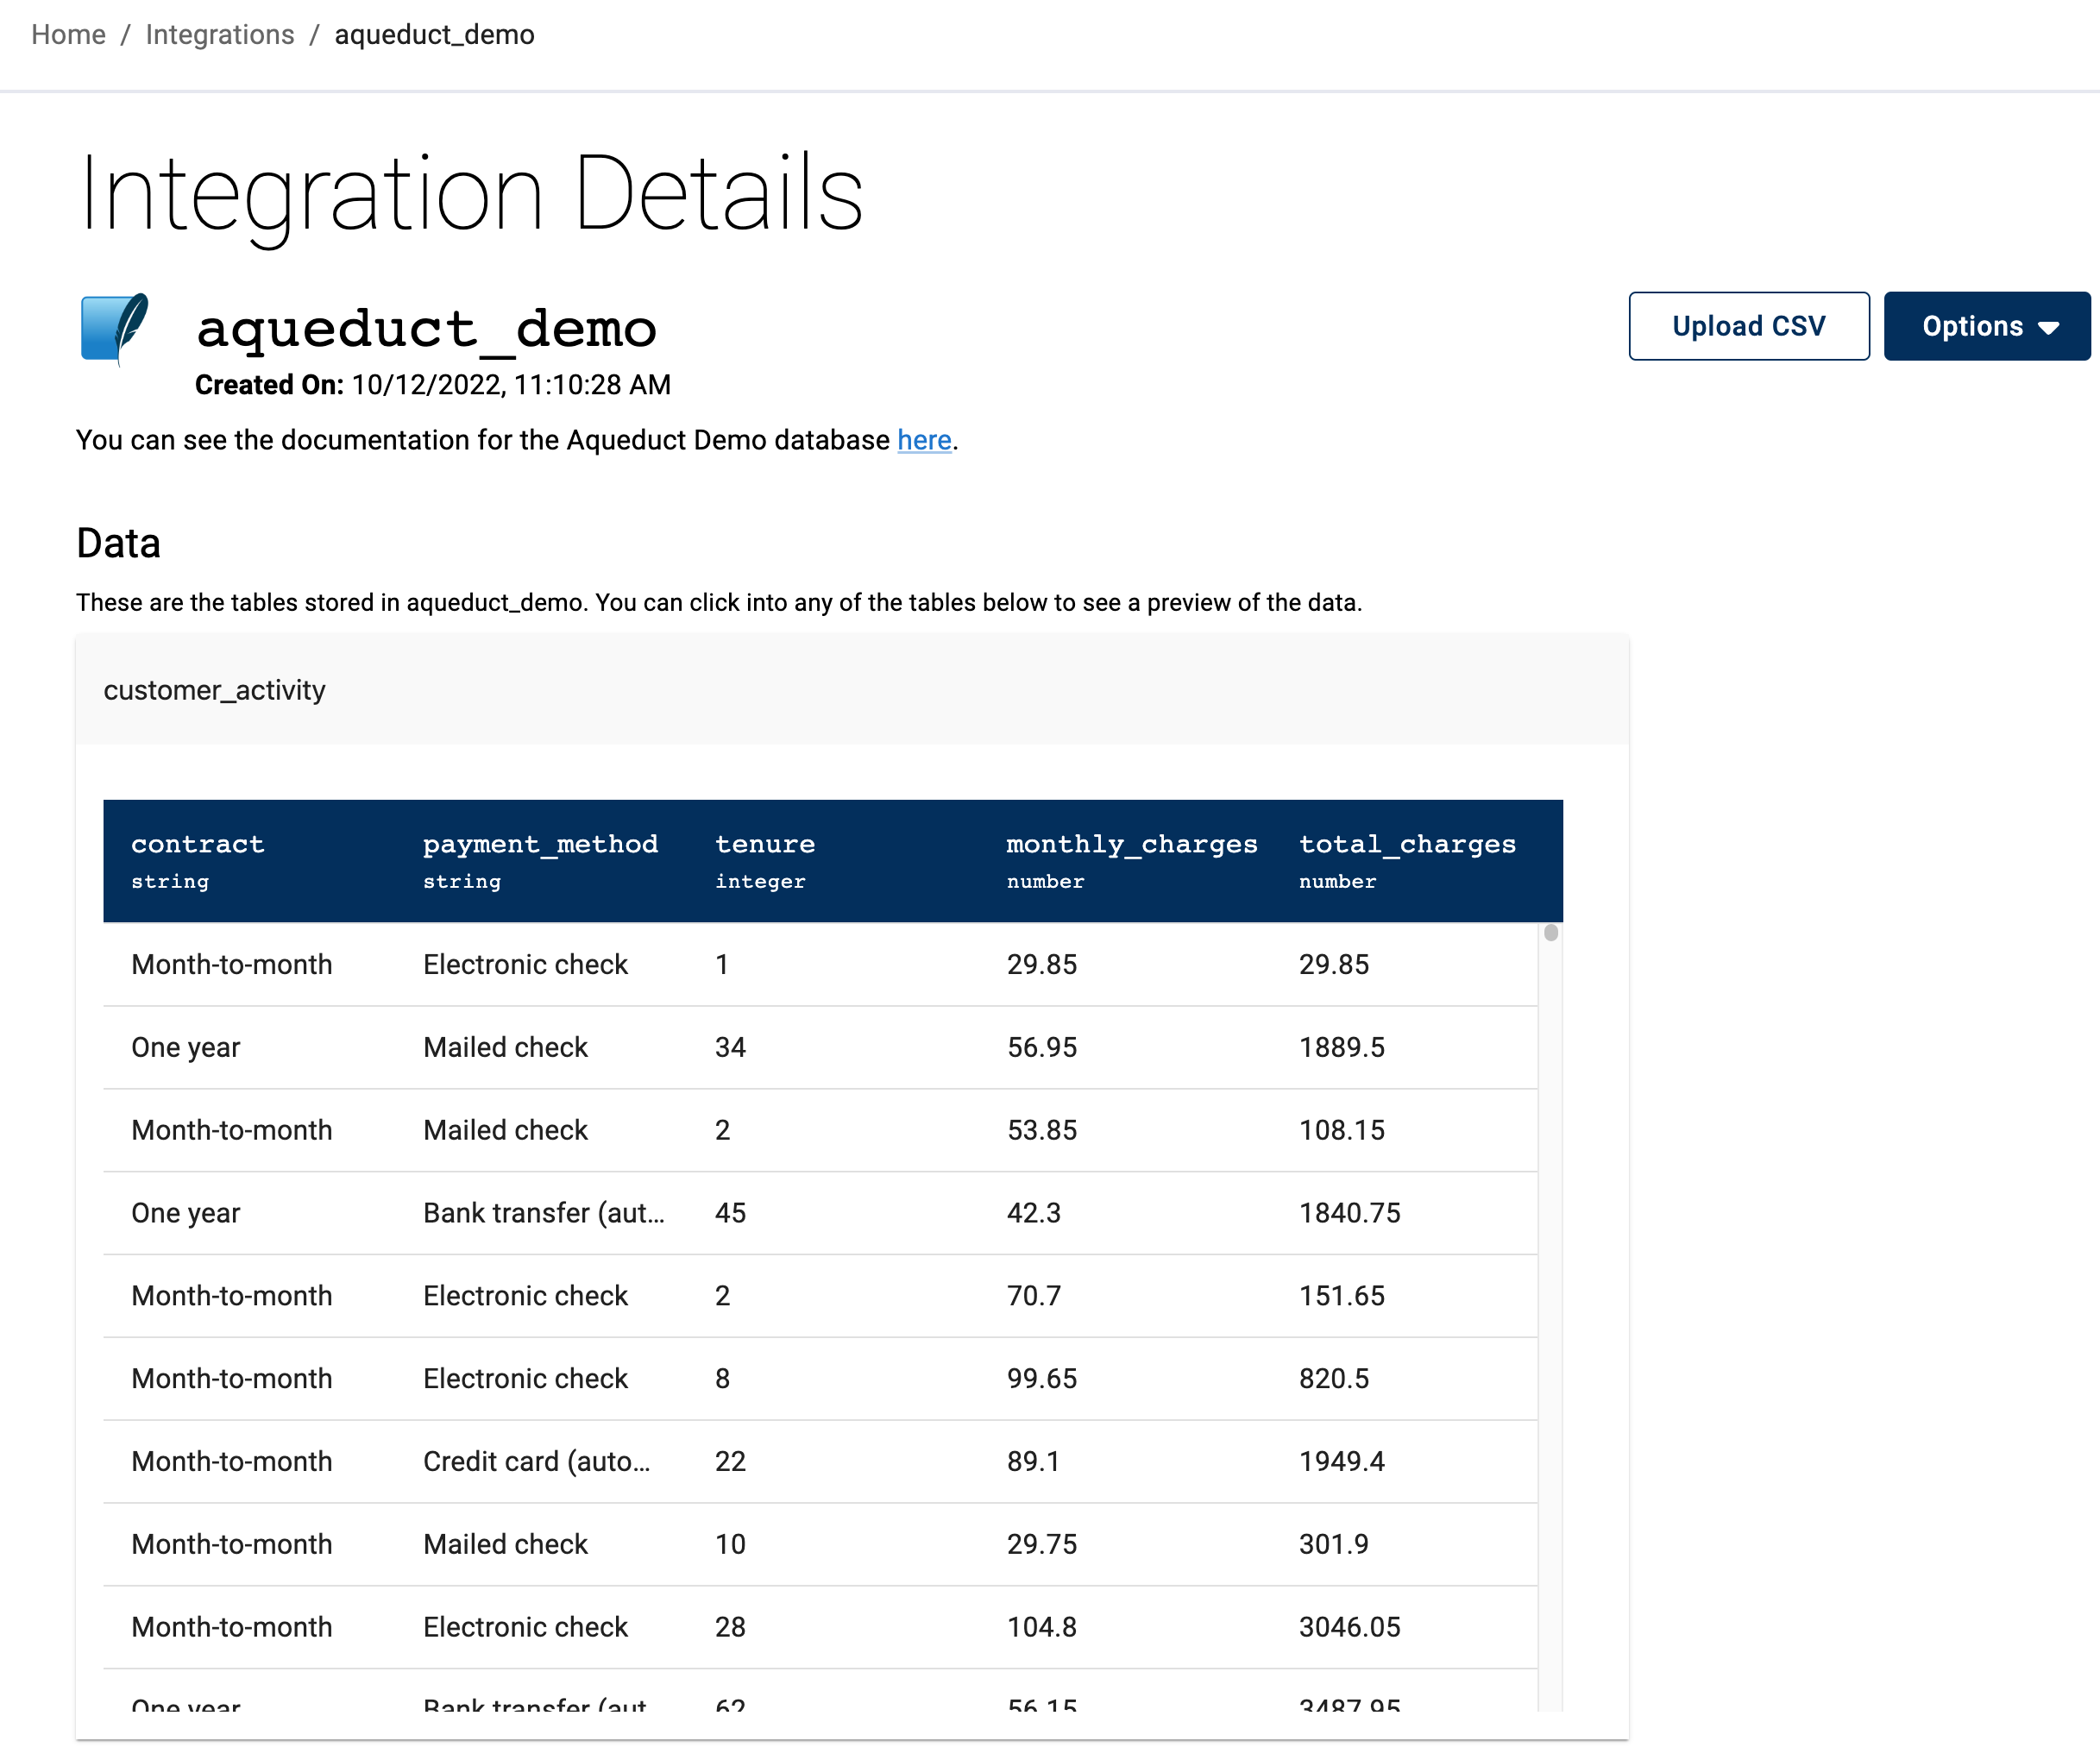 Home / Integrations / aqueduct_demo
Integration Details
aqueduct_demo
Upload CSV
Options
Created On: 10/12/2022, 11:10:28 AM
You can see the documentation for the Aqueduct Demo database here.
Data
These are the tables stored in aqueduct_demo. You can click into any of the tables below to see a preview of the data.
customer_activity
contract payment_method tenure monthly_charges total_charges
string string integer number number
Month-to-month Electronic check 1 29.85 29.85
One year Mailed check 34 56.95 1889.5
Month-to-month Mailed check 2 53.85 108.15
One year Bank transfer (aut... 45 42.3 1840.75
Month-to-month Electronic check 2 70.7 151.65
Month-to-month Electronic check 8 99.65 820.5
Month-to-month Credit card (auto... 22 89.1 1949.4
Month-to-month Mailed check 10 29.75 301.9
Month-to-month Electronic check 28 104.8 3046.05
One year Bank transfer (aut 62 56.15 3487.95